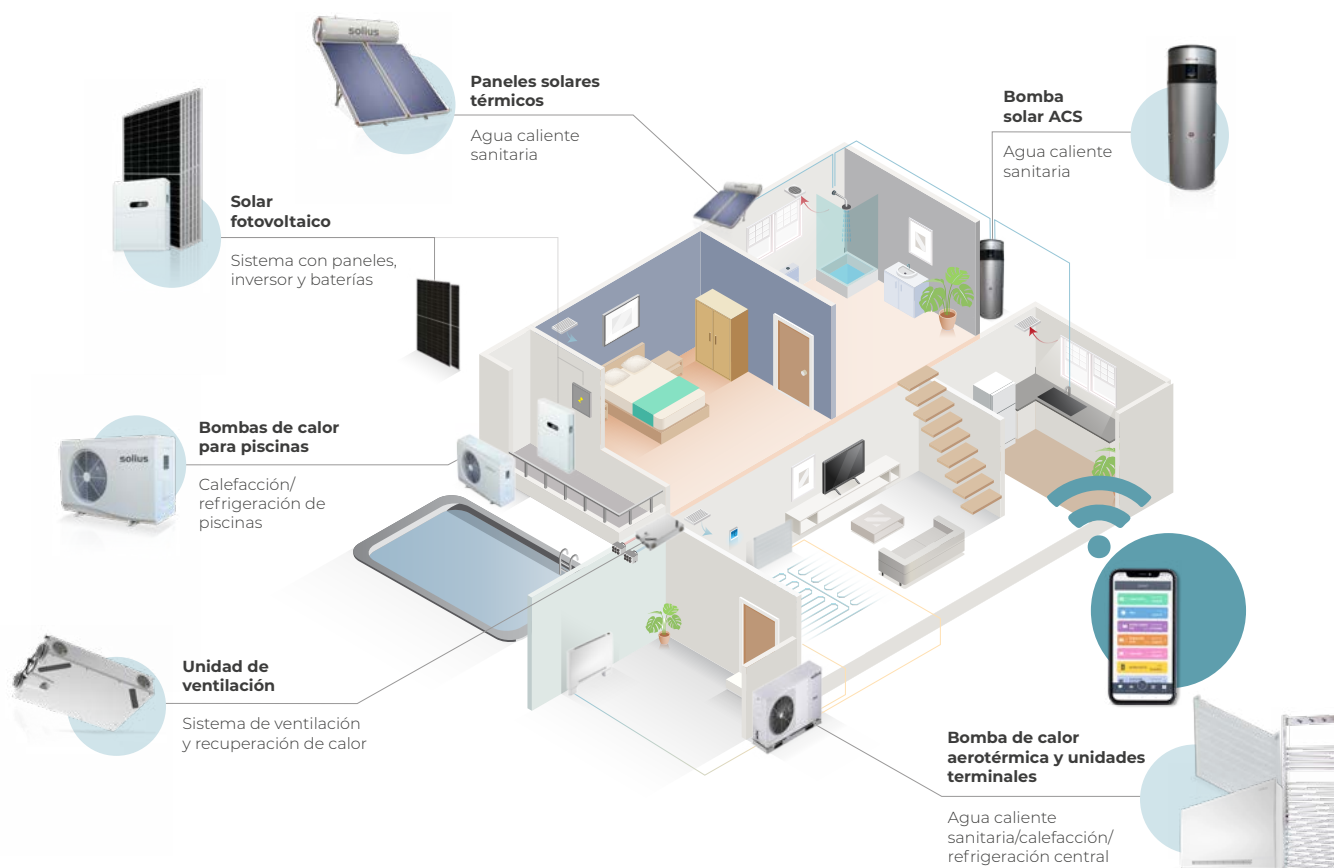 solius
Paneles solares
térmicos
Agua caliente
sanitaria
Bomba
solar ACS
Agua caliente
sanitaria
Solar
fotovoltaico
Sistema con paneles,
inversor y baterías
Bombas de calor
para piscinas
Calefacción/
refrigeración de
piscinas
solius
Unidad de
ventilación
Sistema de ventilación
y recuperación de calor
Bomba de calor
aerotérmica y unidades
terminales
Agua caliente
sanitaria/calefacción/
refrigeración central